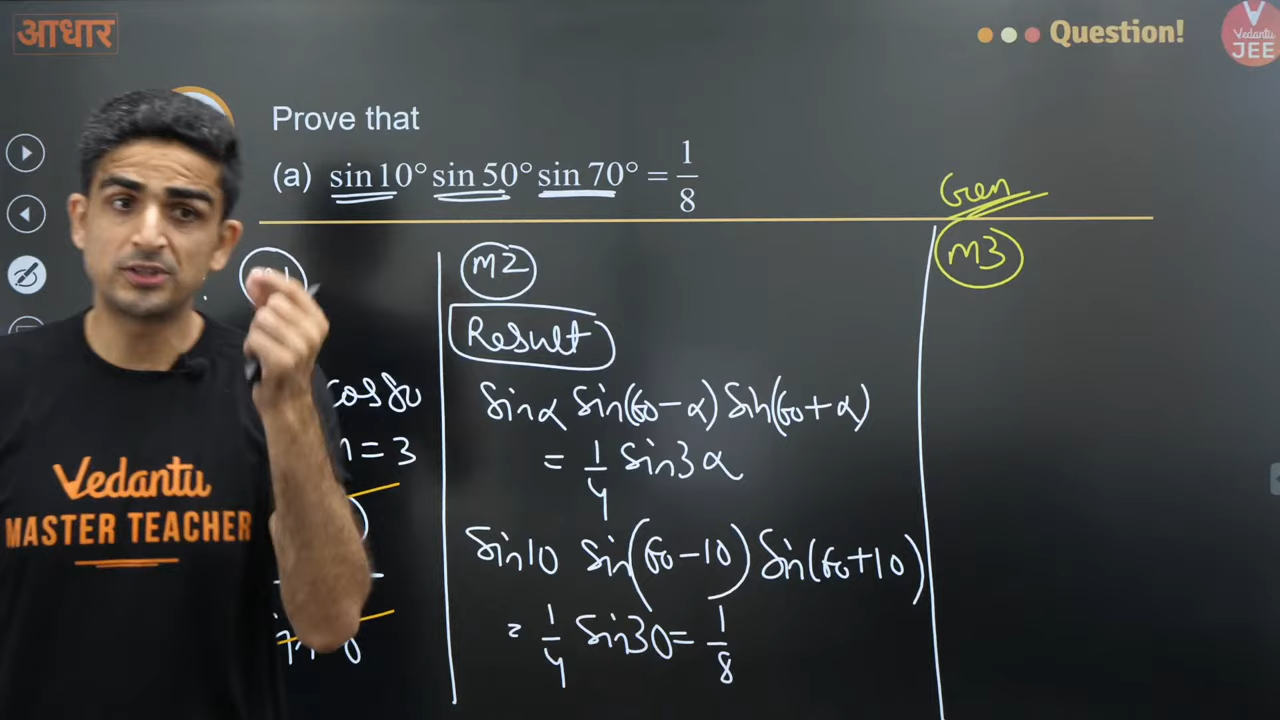 आधार
Question!
Vedantu
JEE
Prove that
(a) sin 10° sin 50° sin 70° = 1/8
Gen
M2
Result
Sinα Sin(60-α) Sin(60+α)
= 1/4 Sin3α
Sin10 Sin(60-10) Sin(60+10)
= 1/4 Sin30 = 1/8
M3
cos80
n = 3
Vedantu
MASTER TEACHER